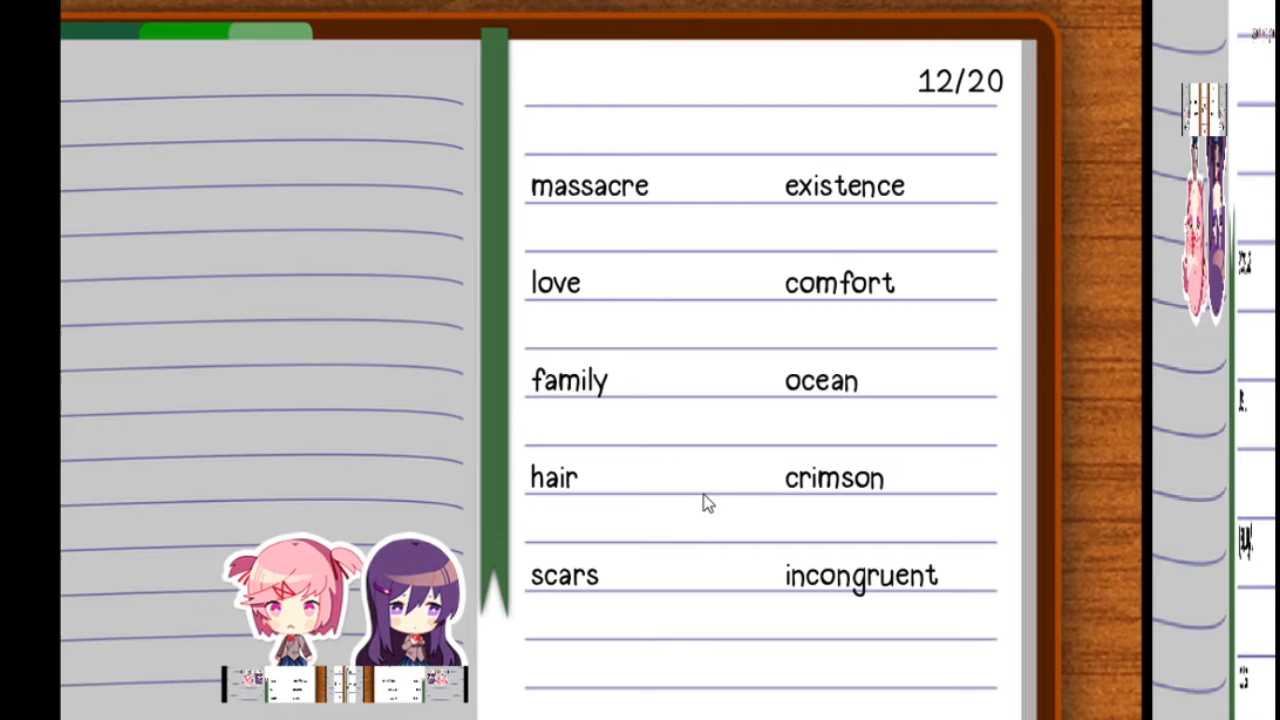 12/20
massacre existence
love comfort
family ocean
hair crimson
scars incongruent